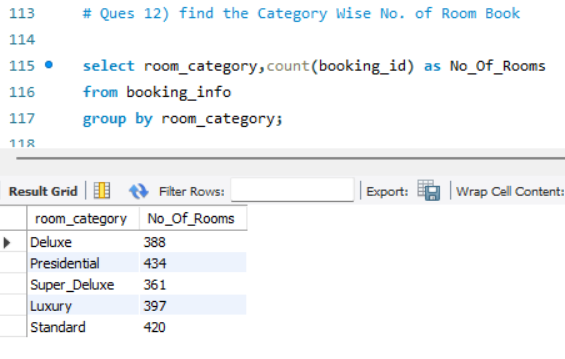 113 # Ques 12) find the Category Wise No. of Room Book
114
115 select room_category,count(booking_id) as No_Of_Rooms
116 from booking_info
117 group by room_category;
118
Result Grid Filter Rooms: Export: Wrap Cell Content:
room_category No_Of_Rooms
Deluxe 388
Presidential 434
Super_Deluxe 361
Luxury 397
Standard 420